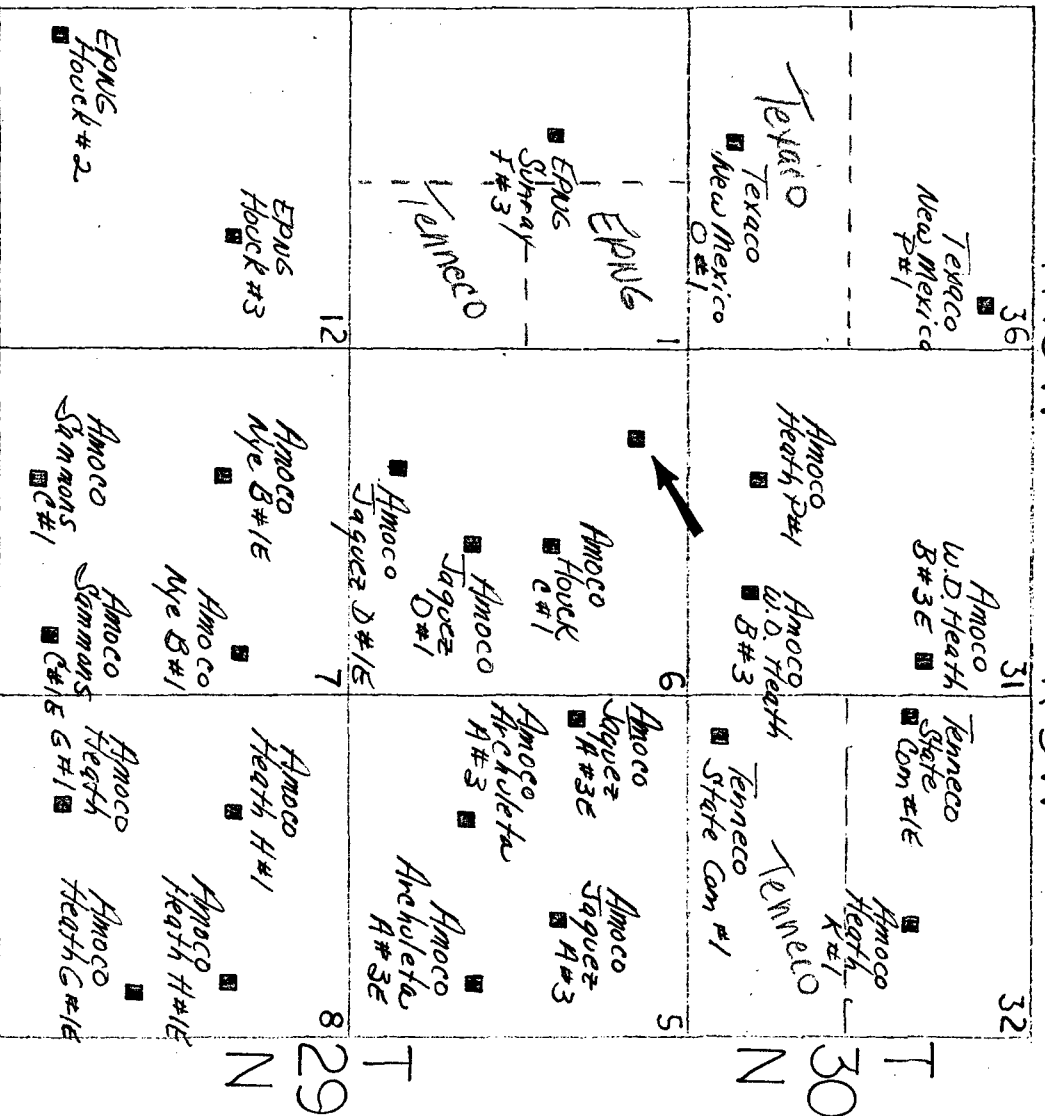 36
Texaco
New Mexico
P#1
Texaco
Texaco
New Mexico
O#1
31
Amoco
W.D. Heath
B#3E
Amoco
Heath P#1
Amoco
W.D. Heath
B#3
32
Tenneco
State
Com #1E
Amoco
Heath
K#1
Tenneco
State Com #1
Tenneco
T
30
N
1
EPNG
EPNG
Sunray
F#3
Tenneco
6
Amoco
Houck
C#1
Amoco
Jaquez
D#1
Amoco
Jaquez D#1E
5
Amoco
Jaquez
A#3E
Amoco
Archuleta
A#3
Amoco
Jaquez
A#3
Amoco
Archuleta
A#3E
T
29
N
12
EPNG
Houck #3
EPNG
Houck #2
7
Amoco
Nye B#1E
Amoco
Nye B#1
Amoco
Sammons
C#1
Amoco
Sammons
C#1E
8
Amoco
Heath H#1
Amoco
Heath H#1E
Amoco
Heath
G#1
Amoco
Heath G#1E